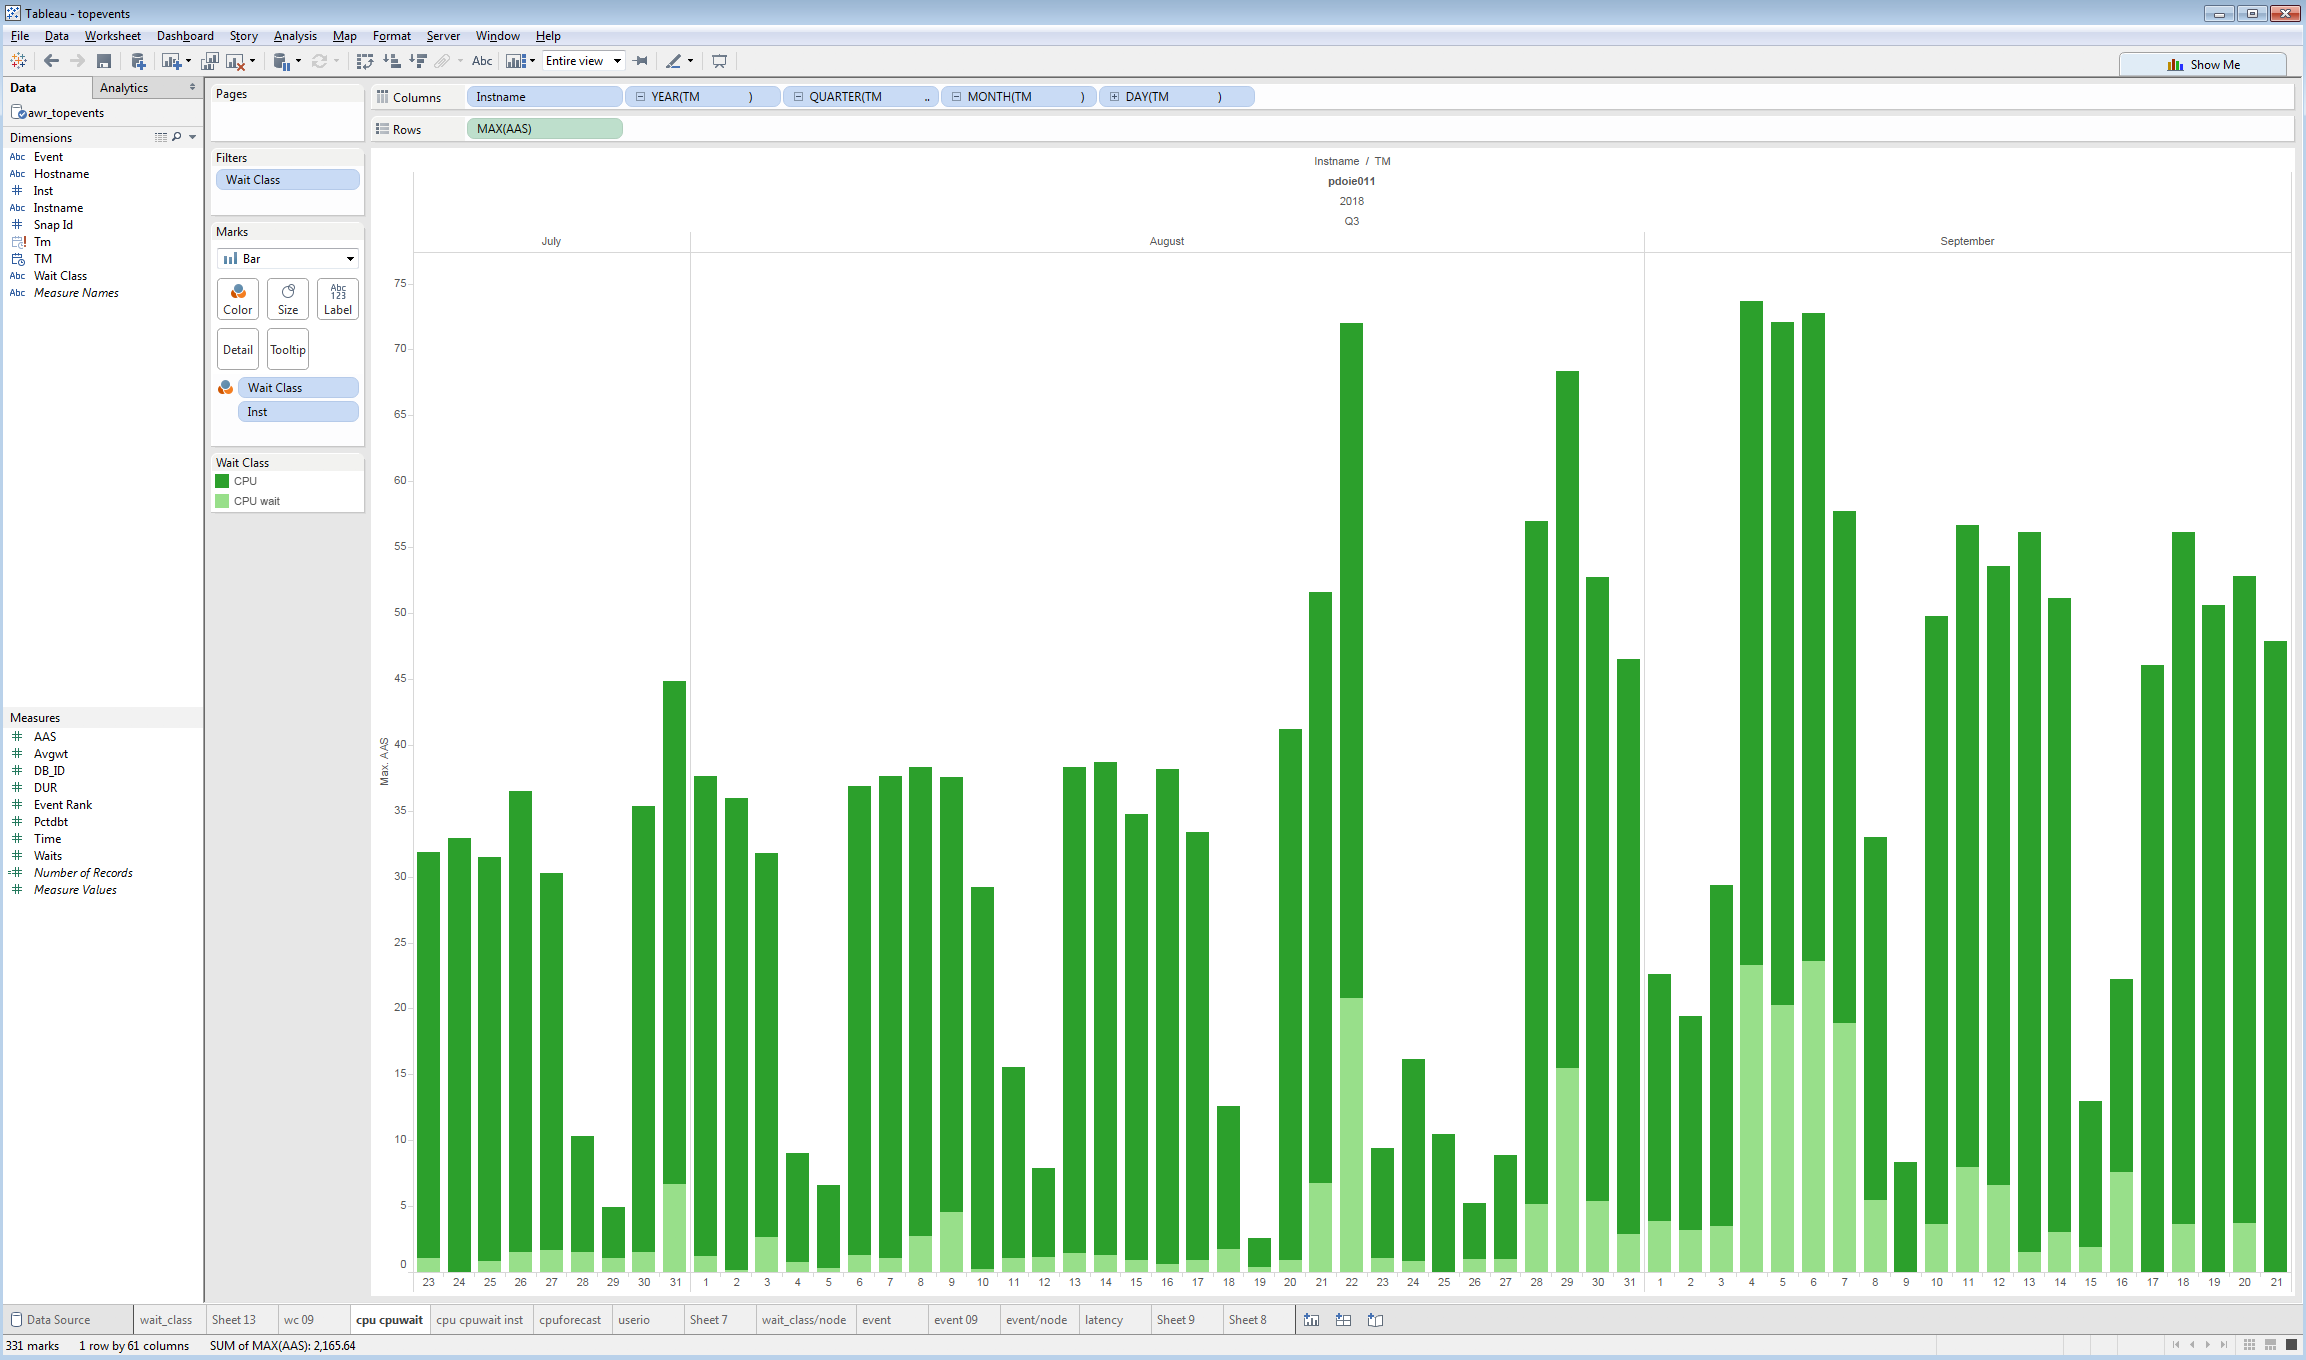 Tableau - topevents
File Data Worksheet Dashboard Story Analysis Map Format Server Window Help
Abc Entire view Show Me
Data Analytics
awr_topevents
Dimensions
Abc Event
Abc Hostname
Inst
Abc Instname
Snap Id
Tm
TM
Abc Wait Class
Abc Measure Names
Measures
AAS
Avgwt
DB_ID
DUR
Event Rank
Pctdbt
Time
Waits
Number of Records
Measure Values
Pages
Filters
Wait Class
Marks
Bar
Color Size Abc 123 Label
Detail Tooltip
Wait Class
Inst
Wait Class
CPU
CPU wait
Columns Instname YEAR(TM ) QUARTER(TM .. MONTH(TM ) DAY(TM )
Rows MAX(AAS)
Instname / TM
pdoie011
2018
Q3
July August September
75
70
65
60
55
50
45
40
35
30
25
20
15
10
5
0
Max. AAS
23 24 25 26 27 28 29 30 31 1 2 3 4 5 6 7 8 9 10 11 12 13 14 15 16 17 18 19 20 21 22 23 24 25 26 27 28 29 30 31 1 2 3 4 5 6 7 8 9 10 11 12 13 14 15 16 17 18 19 20 21
Data Source wait_class Sheet 13 wc 09 cpu cpuwait cpu cpuwait inst cpuforecast userio Sheet 7 wait_class/node event event 09 event/node latency Sheet 9 Sheet 8
331 marks 1 row by 61 columns SUM of MAX(AAS): 2,165.64